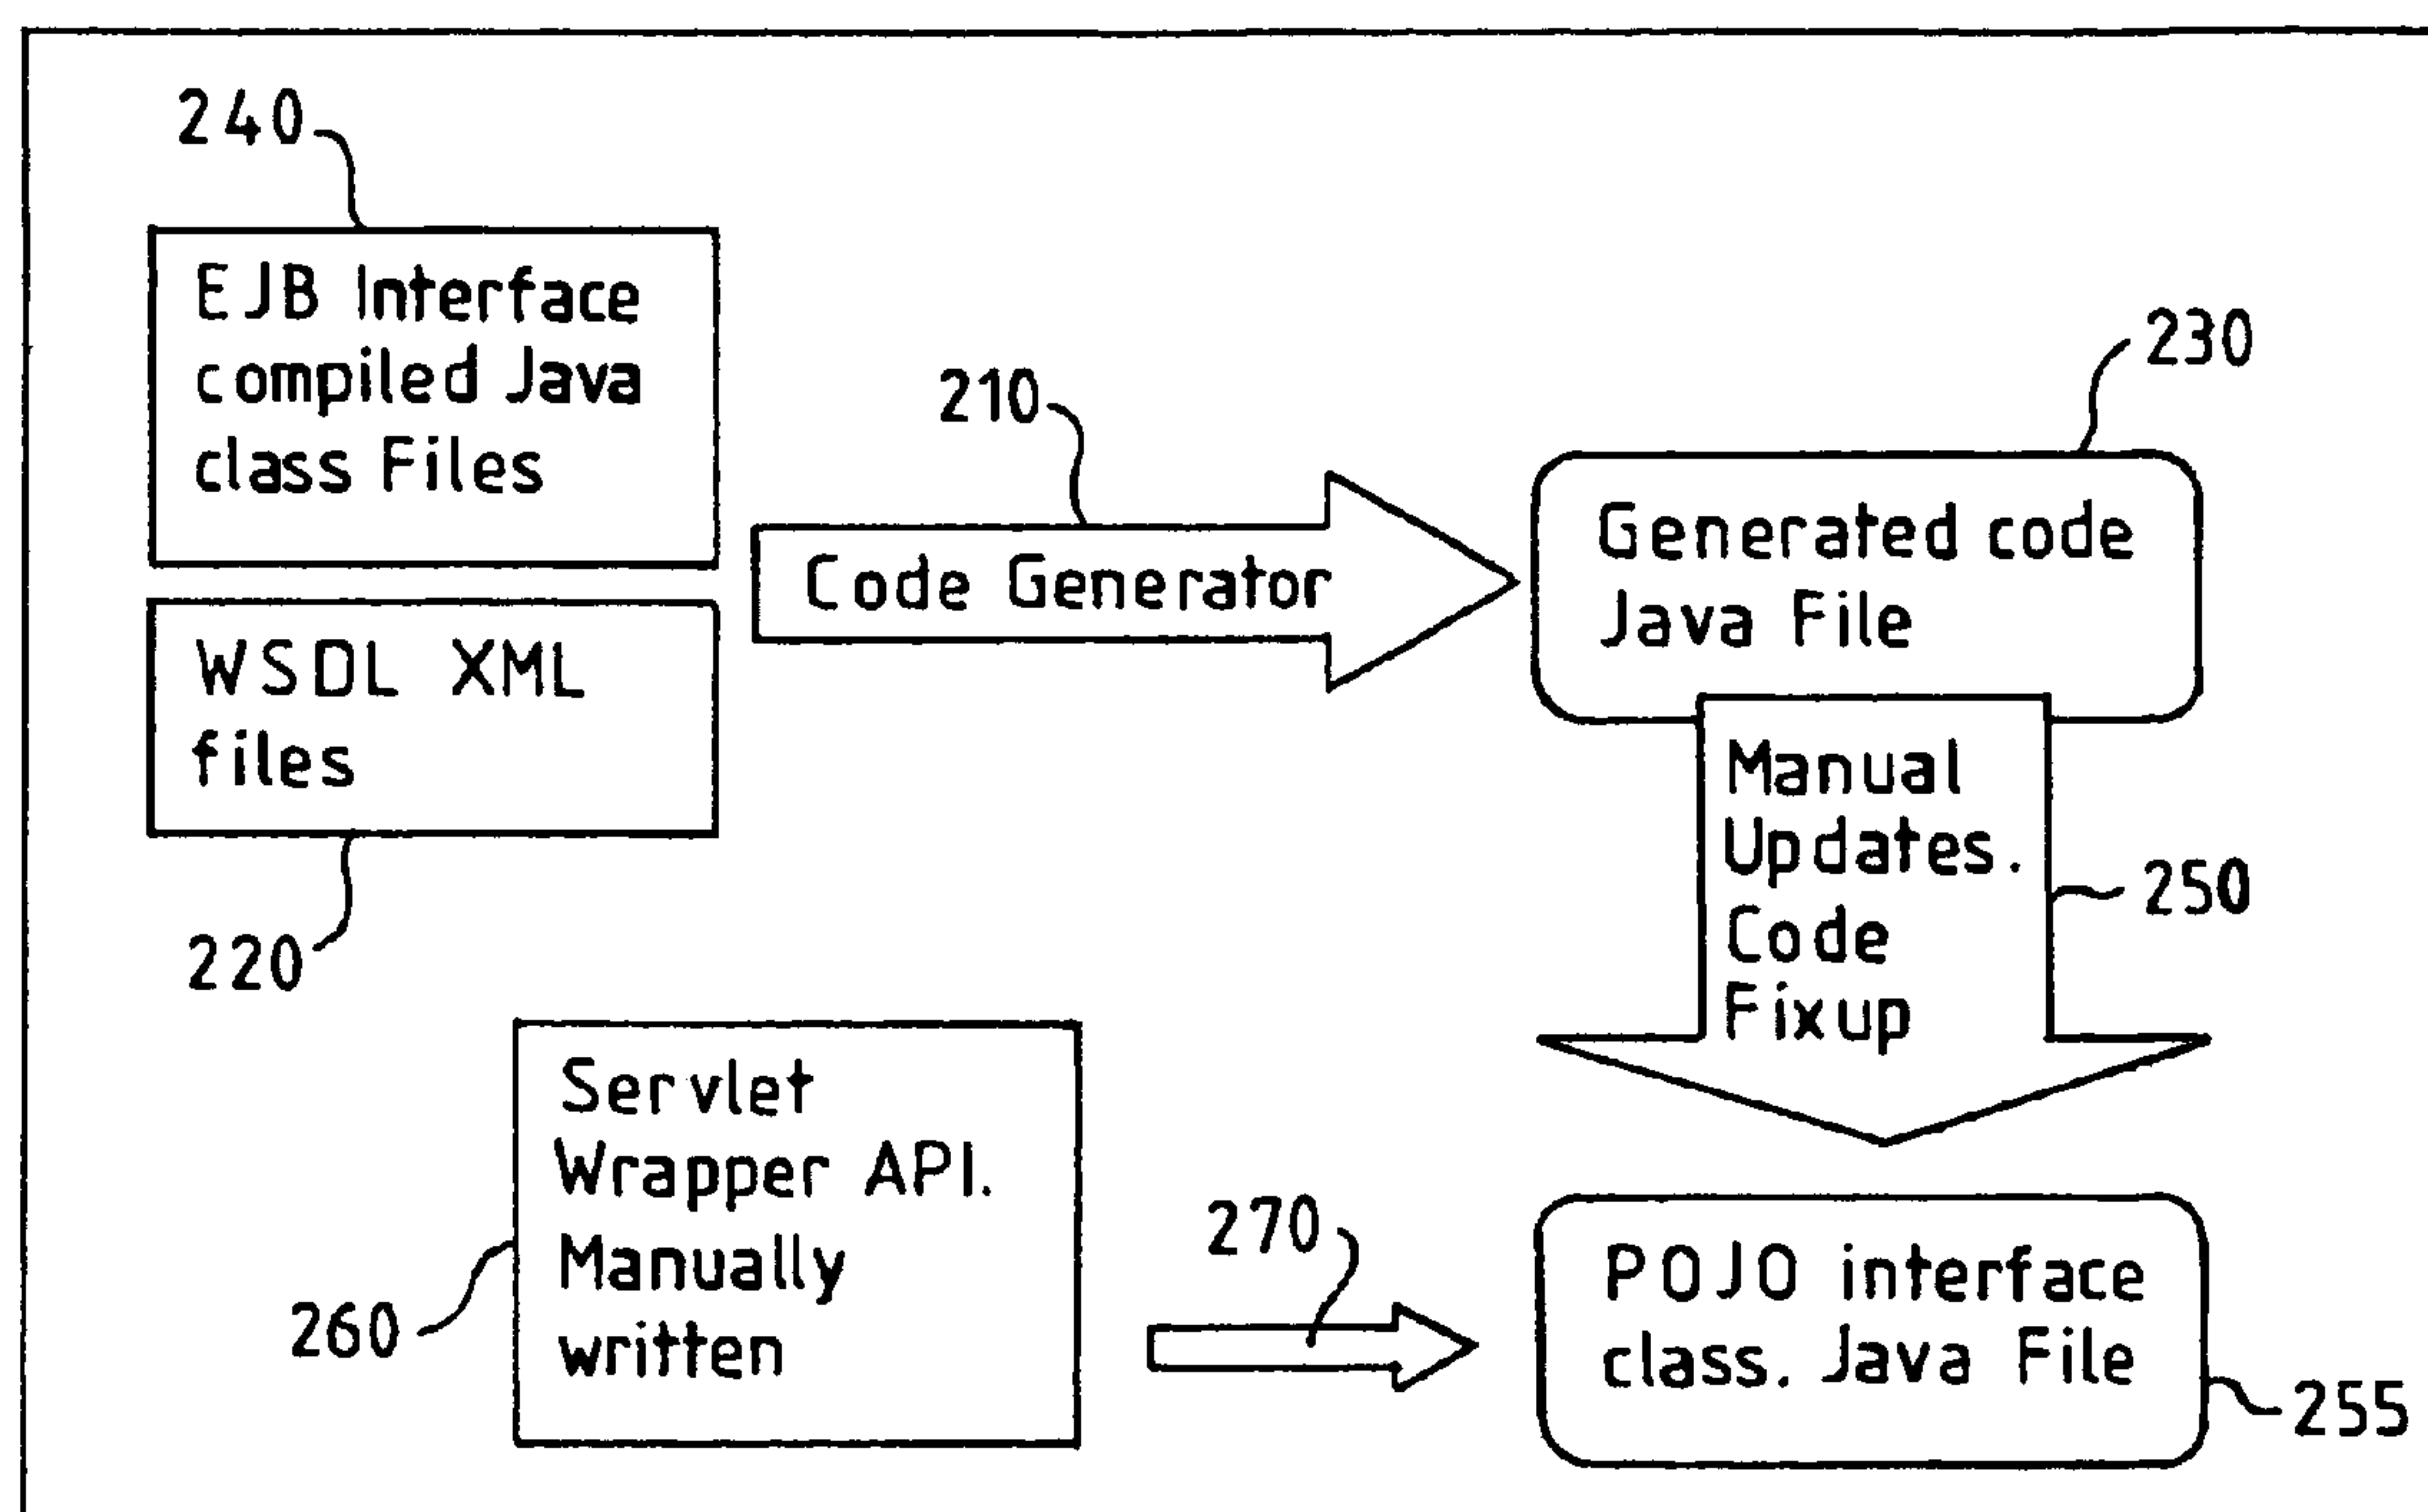 240
EJB Interface
compiled Java
class Files
WSDL XML
files
220
210
Code Generator
230
Generated code
Java File
Manual
Updates.
Code
Fixup
250
Servlet
Wrapper API.
Manually
written
260
270
POJO interface
class. Java File
255